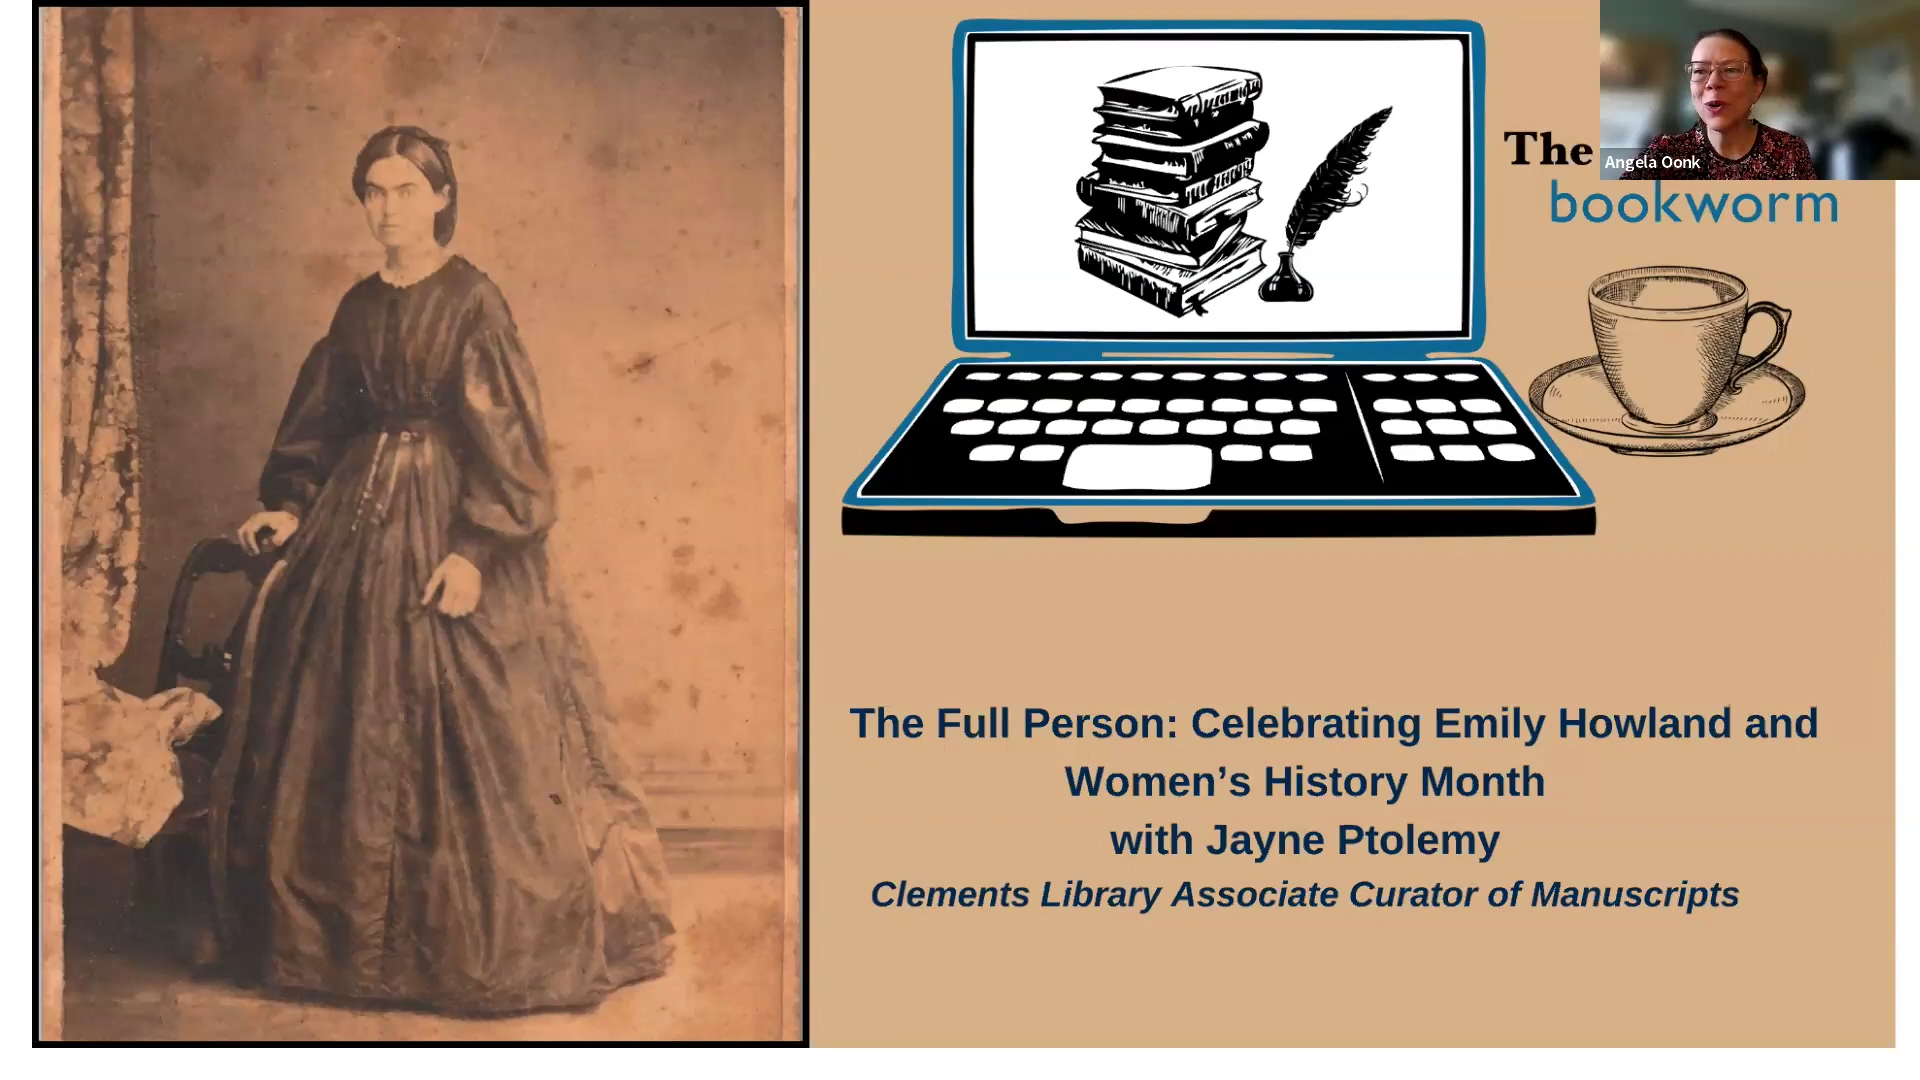 The
Angela Oonk
bookworm
The Full Person: Celebrating Emily Howland and
Women’s History Month
with Jayne Ptolemy
Clements Library Associate Curator of Manuscripts